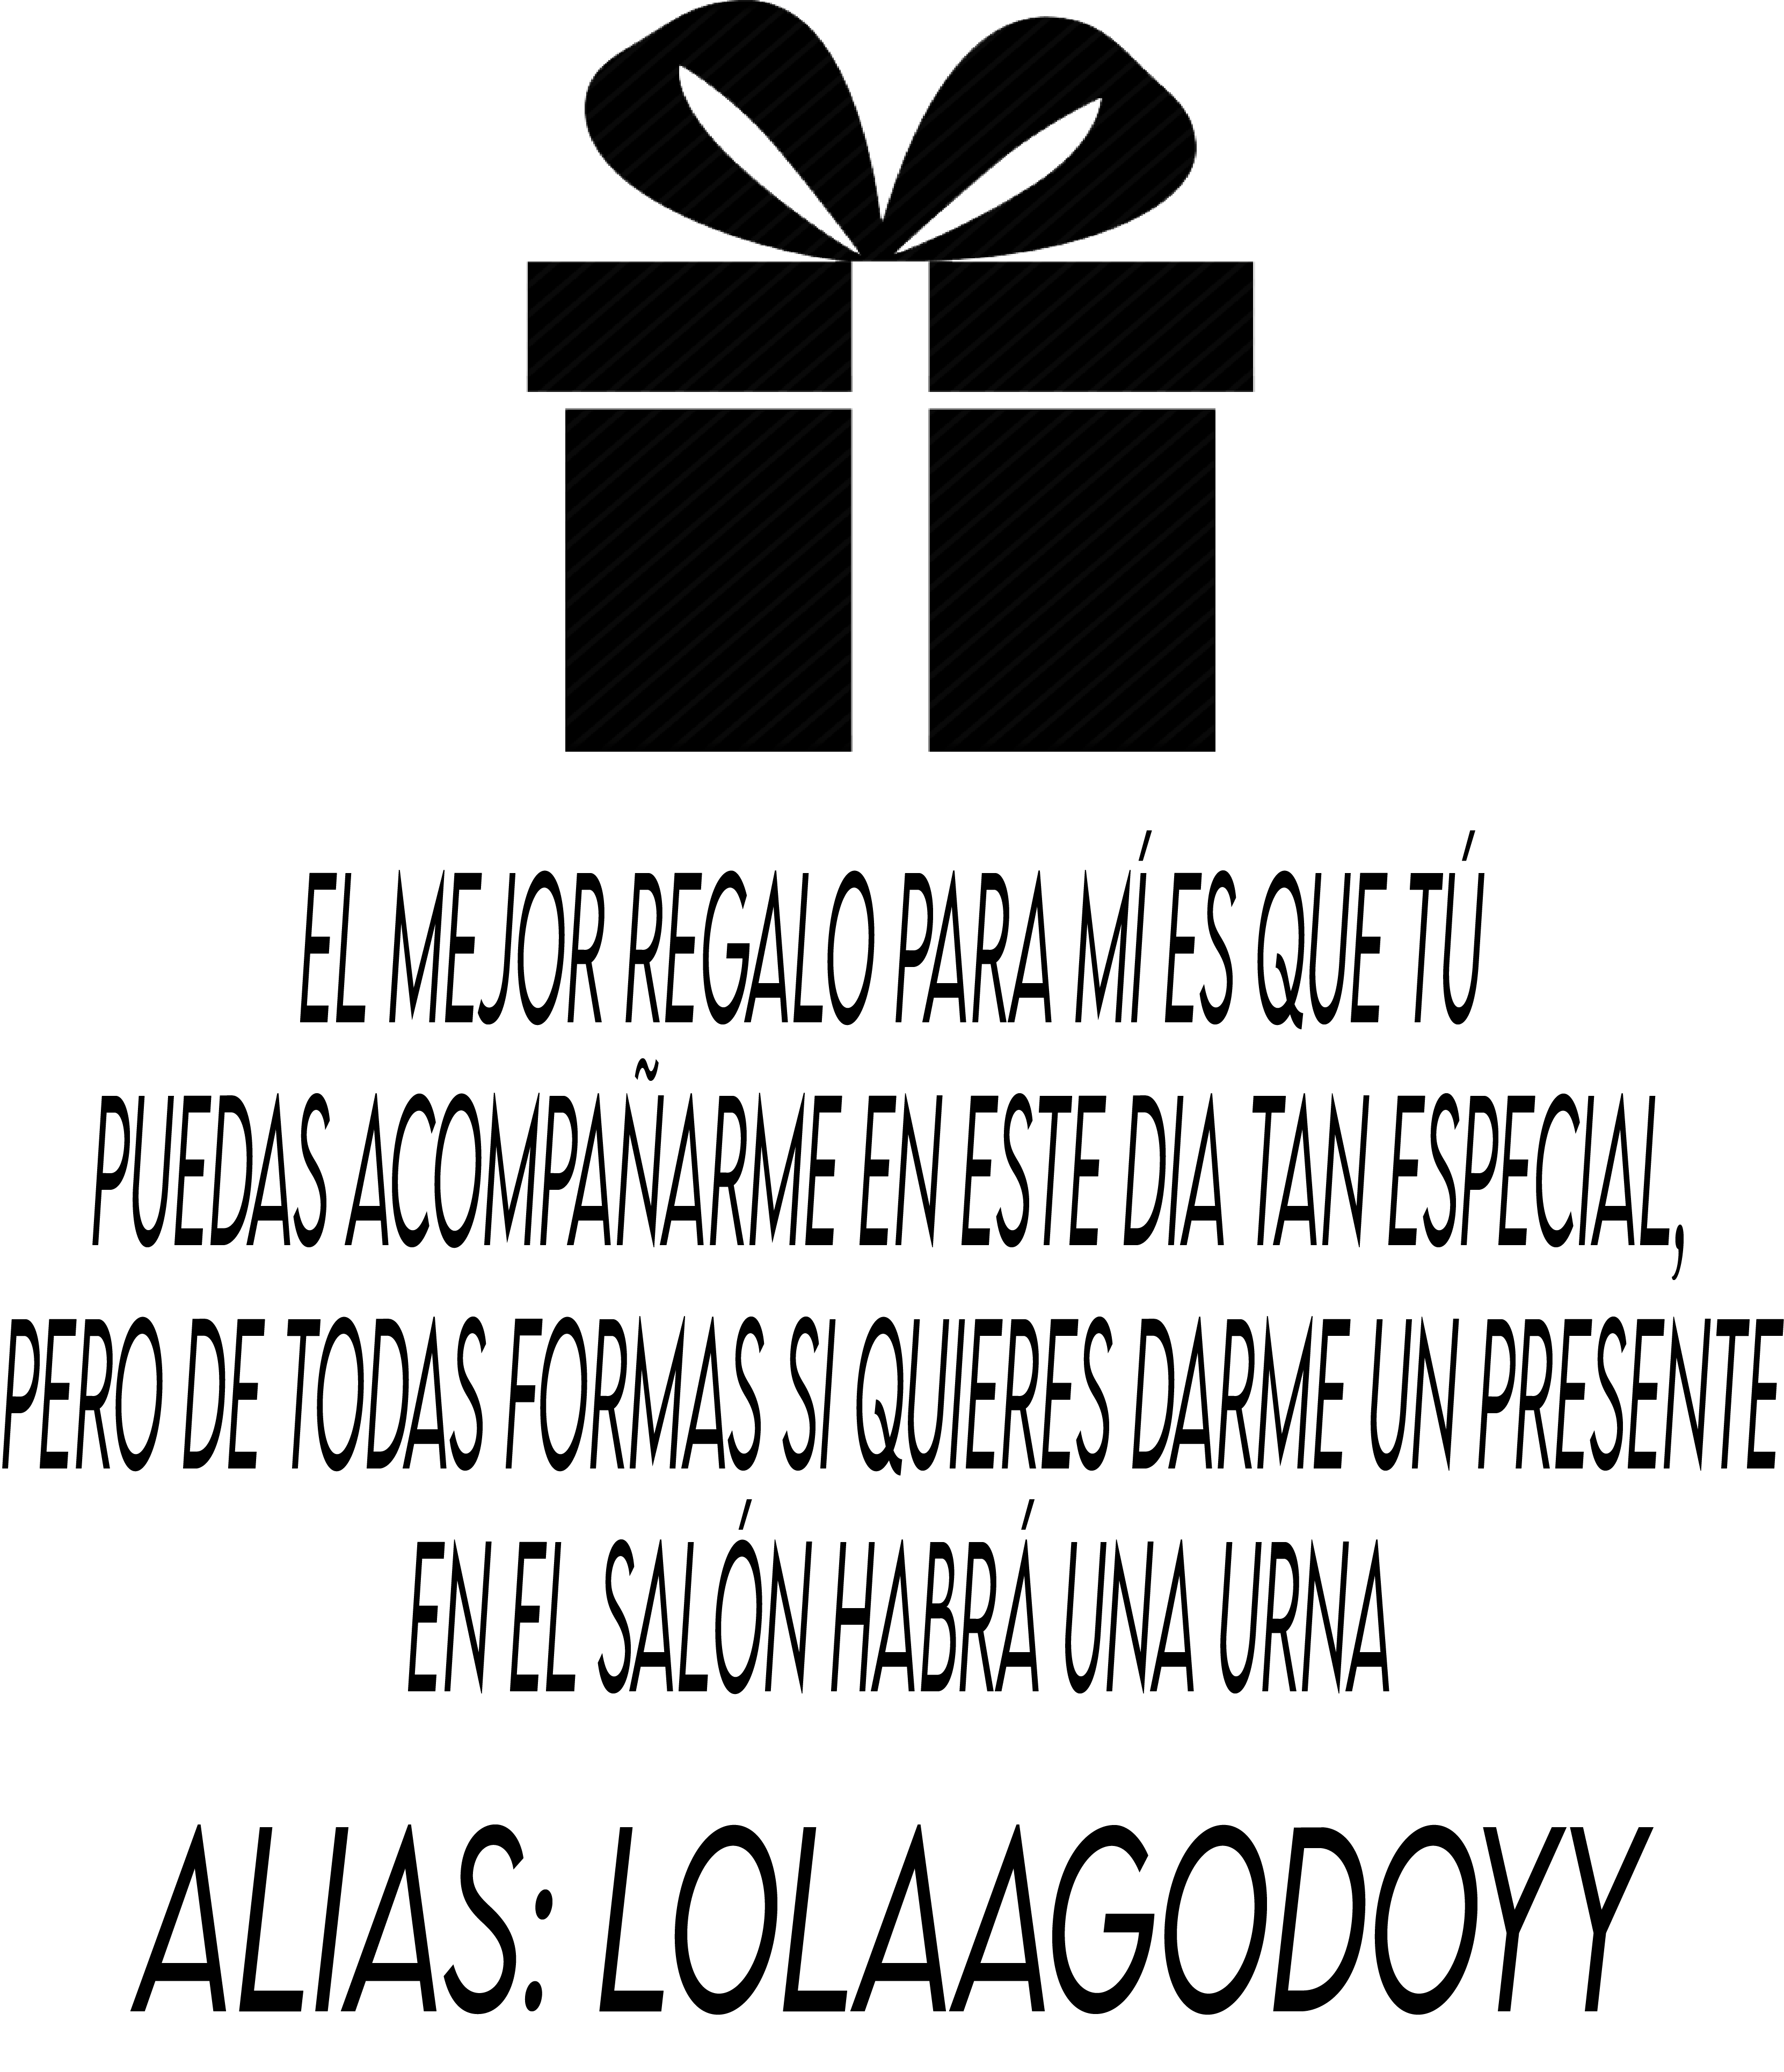 EL MEJOR REGALO PARA MÍ ES QUE TÚ
PUEDAS ACOMPAÑARME EN ESTE DIA TAN ESPECIAL,
PERO DE TODAS FORMAS SI QUIERES DARME UN PRESENTE
EN EL SALÓN HABRÁ UNA URNA
ALIAS: LOLAAGODOYY